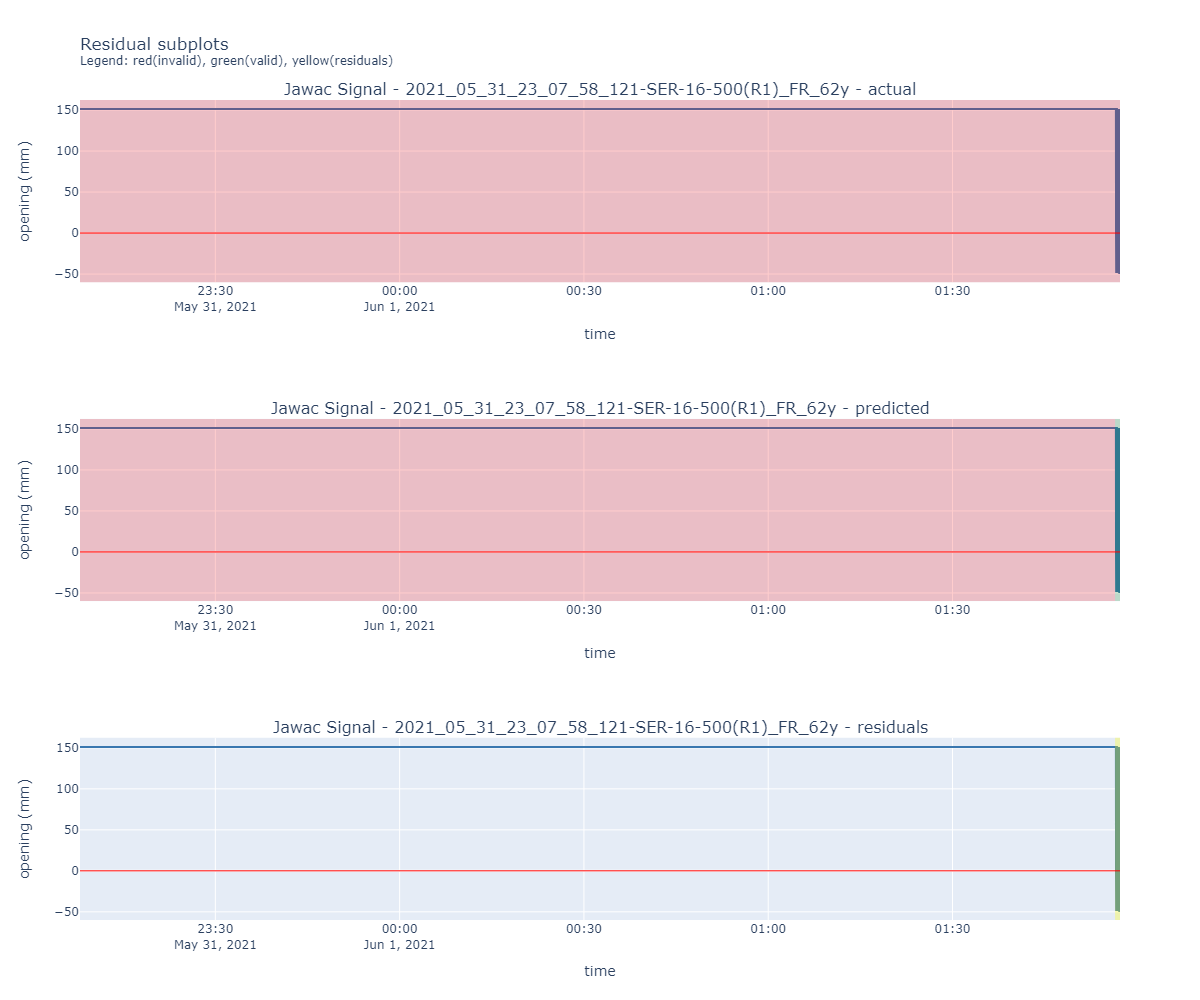 Residual subplots
Legend: red(invalid), green(valid), yellow(residuals)
Jawac Signal - 2021_05_31_23_07_58_121-SER-16-500(R1)_FR_62y - actual
150
100
50
0
−50
opening (mm)
23:30 00:00 00:30 01:00 01:30
May 31, 2021 Jun 1, 2021
time
Jawac Signal - 2021_05_31_23_07_58_121-SER-16-500(R1)_FR_62y - predicted
150
100
50
0
−50
opening (mm)
23:30 00:00 00:30 01:00 01:30
May 31, 2021 Jun 1, 2021
time
Jawac Signal - 2021_05_31_23_07_58_121-SER-16-500(R1)_FR_62y - residuals
150
100
50
0
−50
opening (mm)
23:30 00:00 00:30 01:00 01:30
May 31, 2021 Jun 1, 2021
time